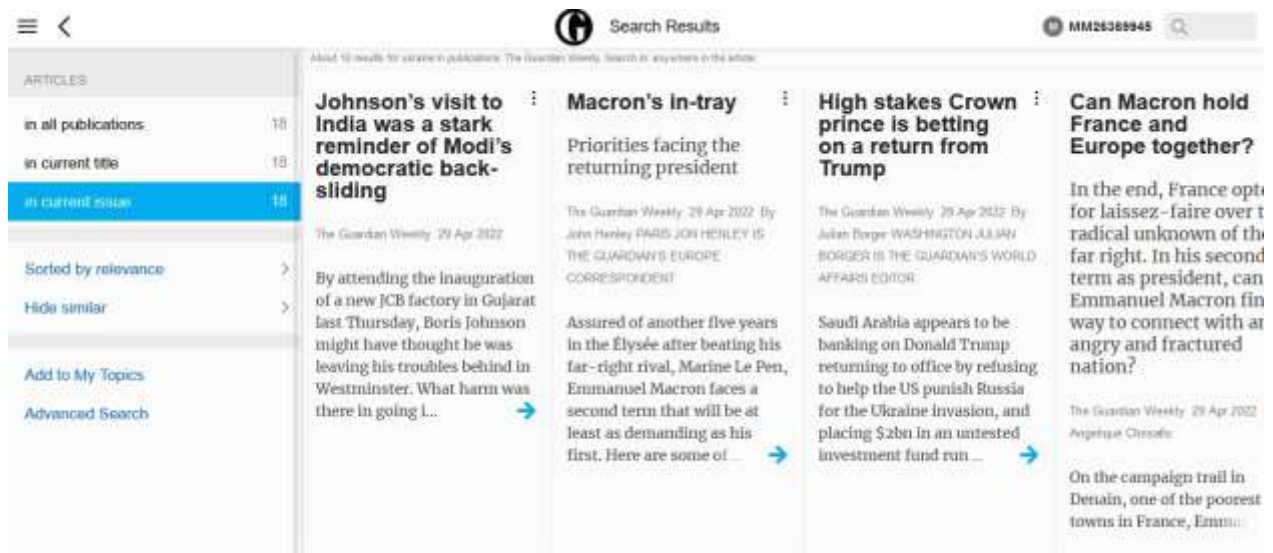 Search Results
MM26369945
ARTICLES
in all publications 18
in current title 18
in current issue 18
Sorted by relevance
Hide similar
Add to My Topics
Advanced Search
About 18 results for ukraine in publications: The Guardian Weekly. Search in: anywhere in the article.
Johnson's visit to
India was a stark
reminder of Modi's
democratic back-
sliding
The Guardian Weekly 29 Apr 2022
By attending the inauguration
of a new JCB factory in Gujarat
last Thursday, Boris Johnson
might have thought he was
leaving his troubles behind in
Westminster. What harm was
there in going i...
Macron's in-tray
Priorities facing the
returning president
The Guardian Weekly 29 Apr 2022 By
John Henley PARIS JON HENLEY IS
THE GUARDIAN'S EUROPE
CORRESPONDENT
Assured of another five years
in the Élysée after beating his
far-right rival, Marine Le Pen,
Emmanuel Macron faces a
second term that will be at
least as demanding as his
first. Here are some of ...
High stakes Crown
prince is betting
on a return from
Trump
The Guardian Weekly 29 Apr 2022 By
Julian Borger WASHINGTON JULIAN
BORGER IS THE GUARDIAN'S WORLD
AFFAIRS EDITOR
Saudi Arabia appears to be
banking on Donald Trump
returning to office by refusing
to help the US punish Russia
for the Ukraine invasion, and
placing $2bn in an untested
investment fund run ...
Can Macron hold
France and
Europe together?
In the end, France opte
for laissez-faire over t
radical unknown of the
far right. In his second
term as president, can
Emmanuel Macron fin
way to connect with an
angry and fractured
nation?
The Guardian Weekly 29 Apr 2022
Angelique Chrisafis
On the campaign trail in
Denain, one of the poorest
towns in France, Emm